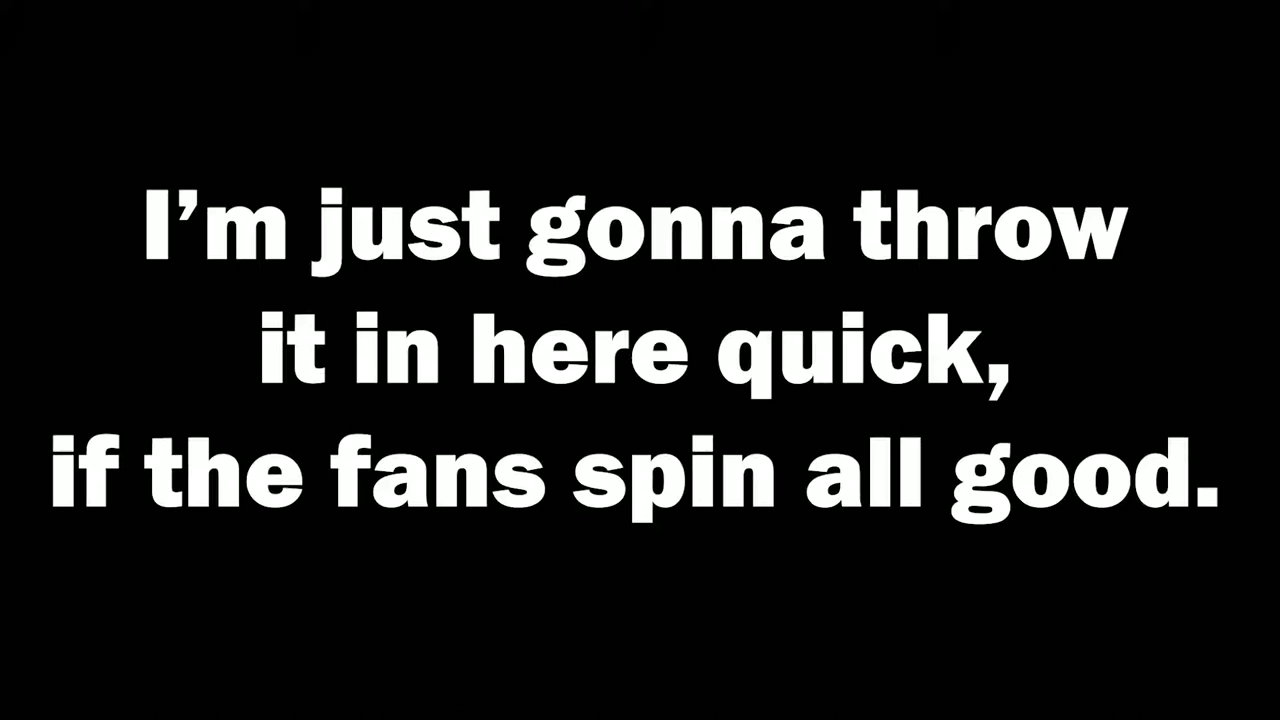 I’m just gonna throw
it in here quick,
if the fans spin all good.